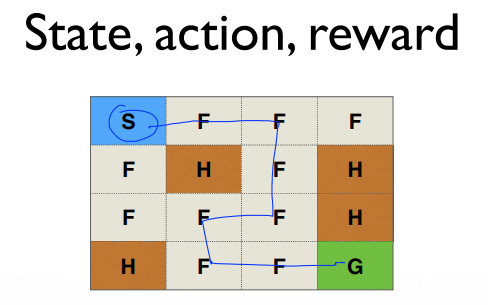 State, action, reward
S F F F
F H F H
F F F H
H F F G